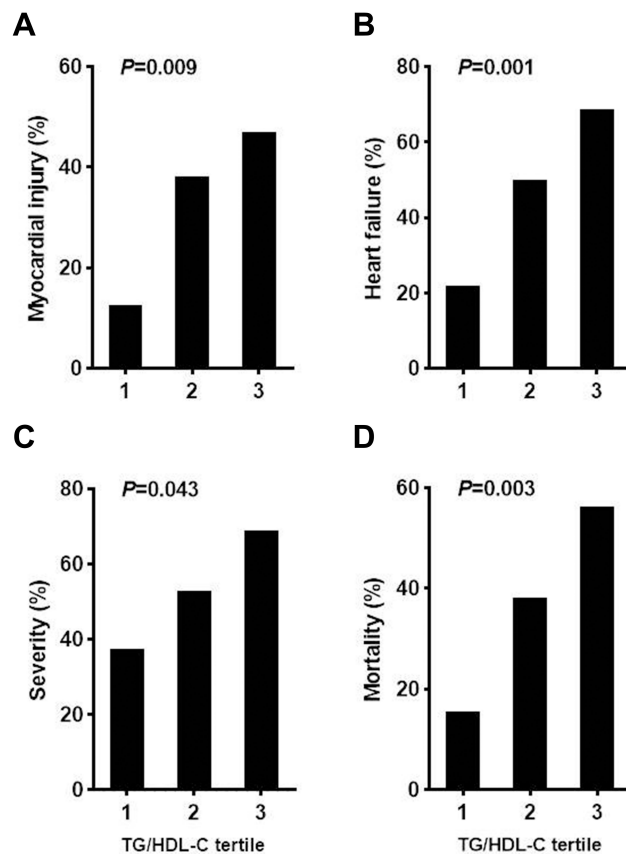 A
P=0.009
Myocardial injury (%)
60
40
20
0
1 2 3
B
P=0.001
Heart failure (%)
80
60
40
20
0
1 2 3
C
P=0.043
Severity (%)
80
60
40
20
0
1 2 3
TG/HDL-C tertile
D
P=0.003
Mortality (%)
60
40
20
0
1 2 3
TG/HDL-C tertile